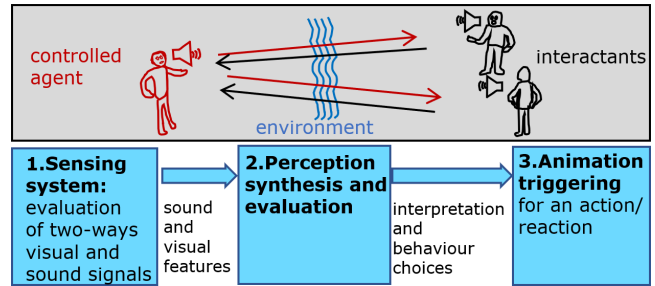 controlled
agent
interactants
environment
1.Sensing
system:
evaluation
of two-ways
visual and
sound signals
sound
and
visual
features
2.Perception
synthesis and
evaluation
interpretation
and
behaviour
choices
3.Animation
triggering
for an action/
reaction